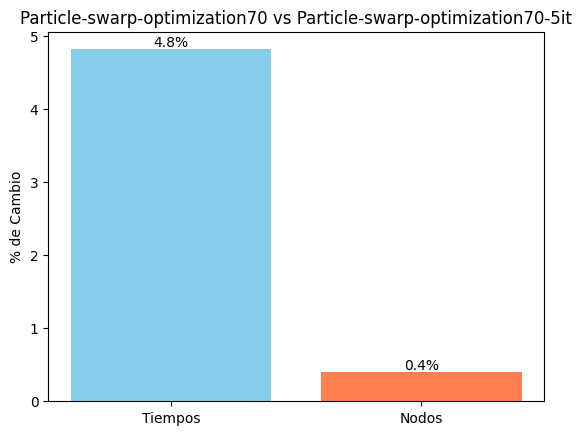 Particle-swarp-optimization70 vs Particle-swarp-optimization70-5it
5
4
3
2
1
0
% de Cambio
4.8%
0.4%
Tiempos
Nodos